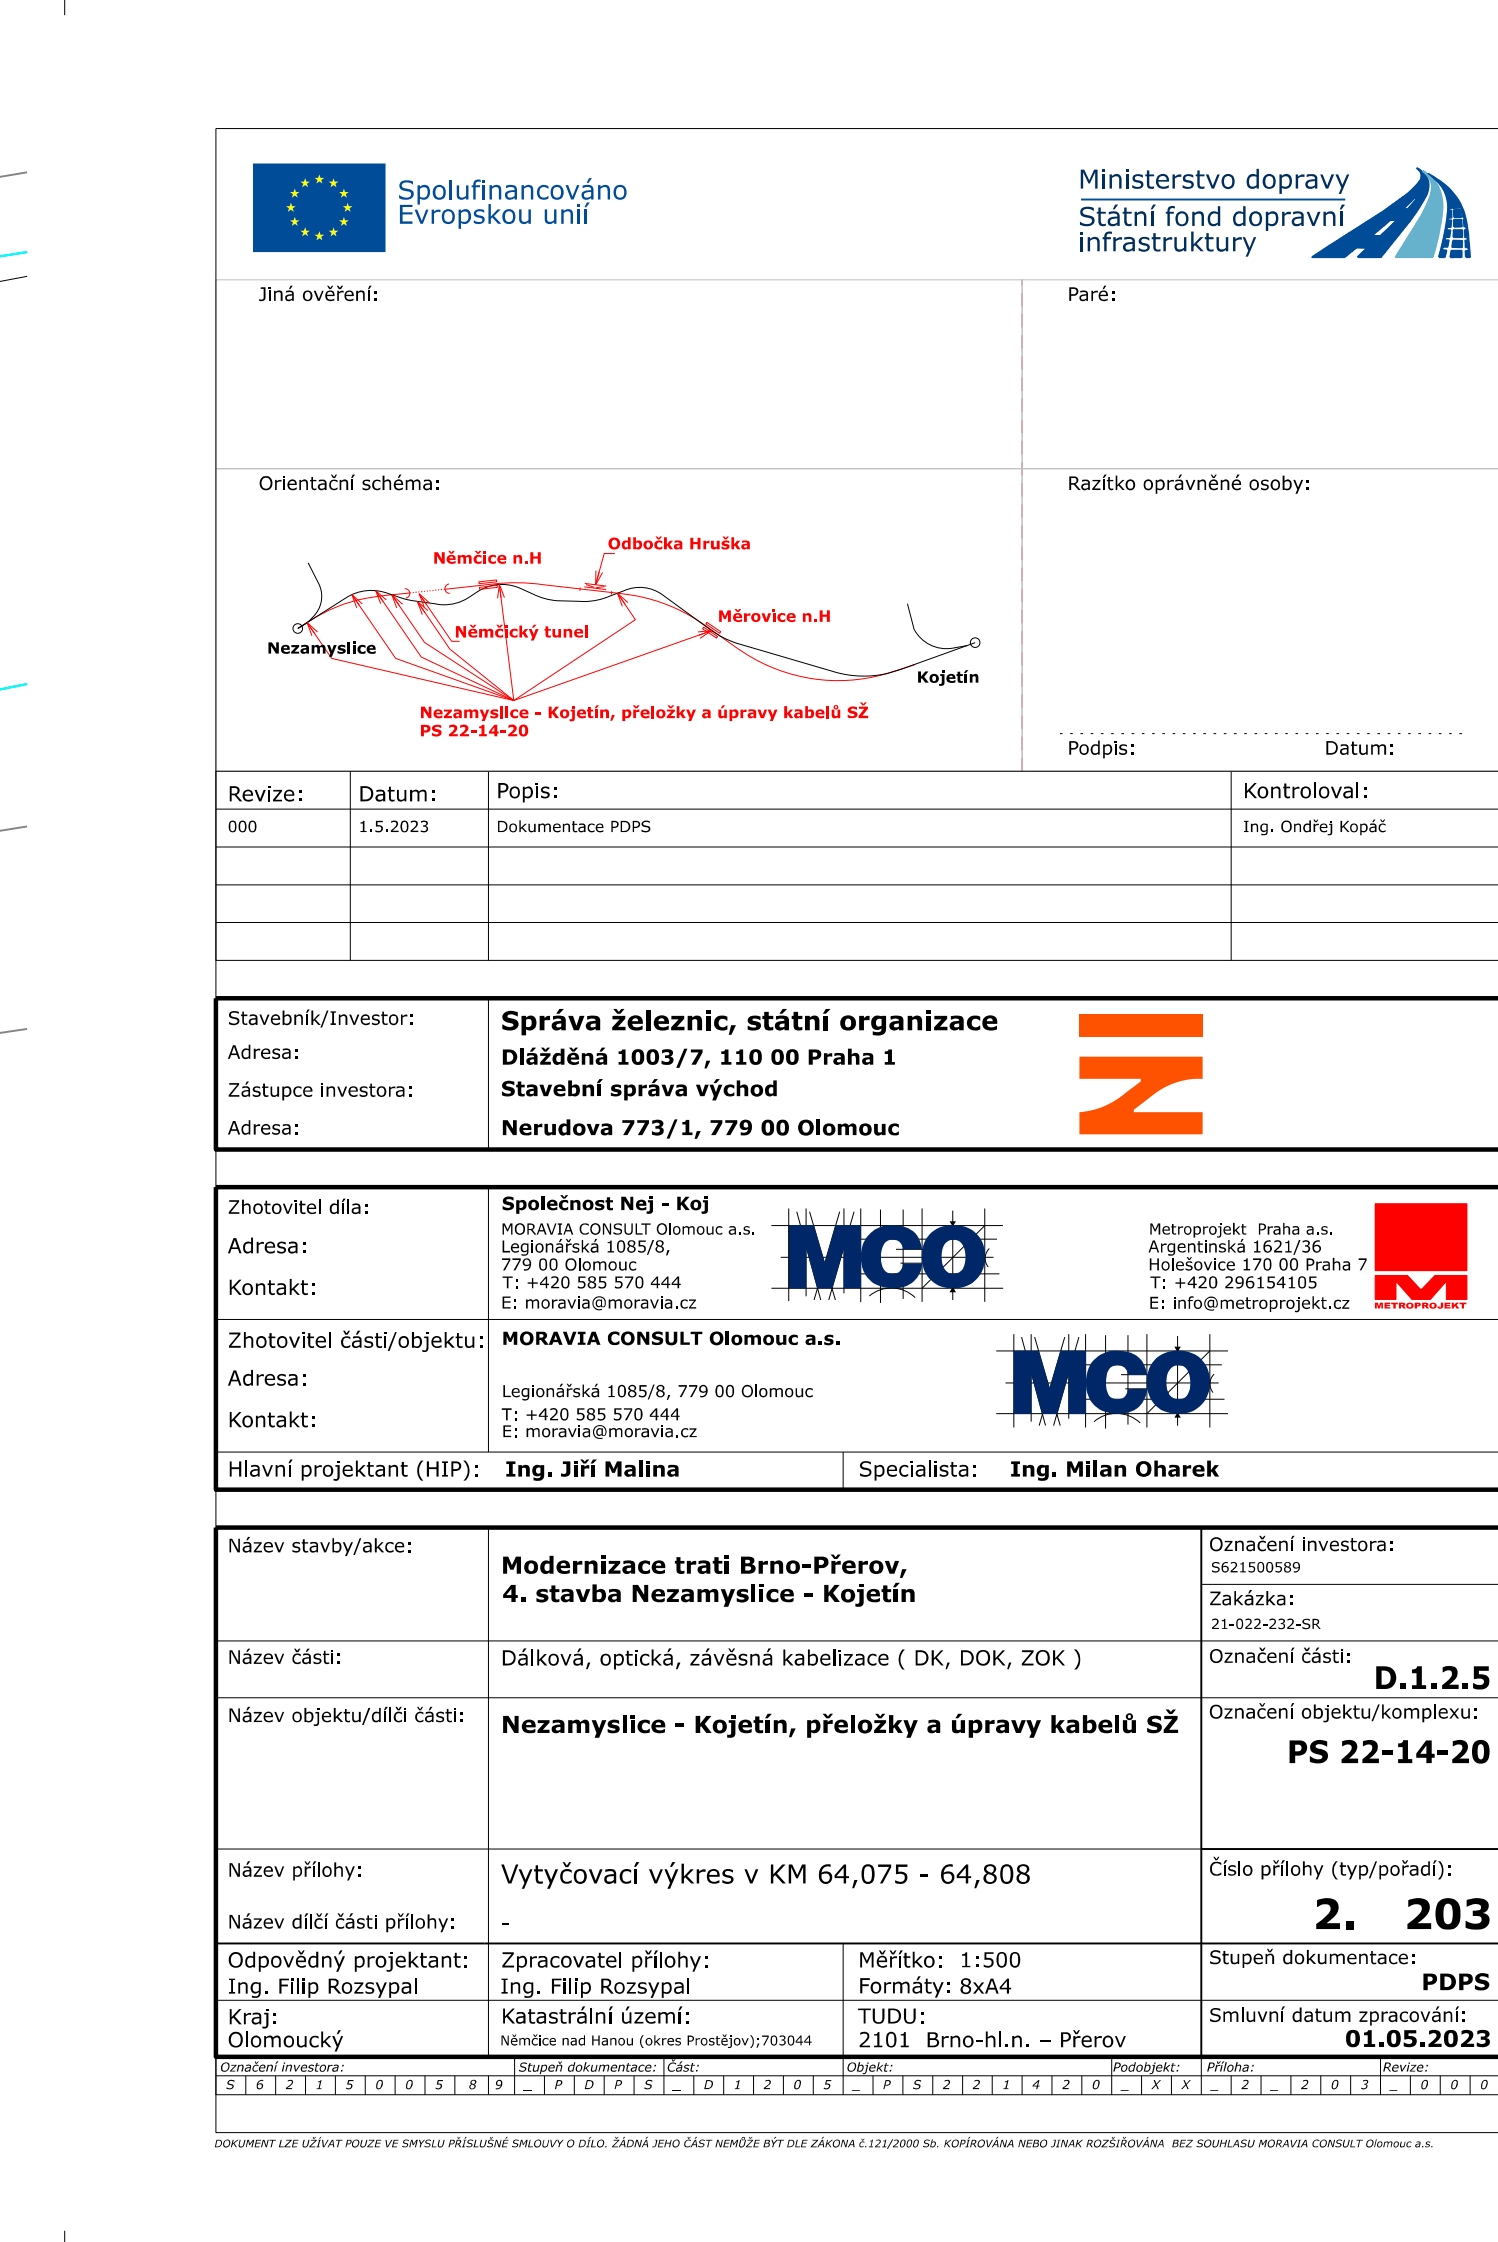 Spolufinancováno
Evropskou unií
Ministerstvo dopravy
Státní fond dopravní
infrastruktury
Jiná ověření:
Paré:
Orientační schéma:
Razítko oprávněné osoby:
Odbočka Hruška
Němčice n.H
Měrovice n.H
Němčický tunel
Nezamyslice
Kojetín
Nezamyslice - Kojetín, přeložky a úpravy kabelů SŽ
PS 22-14-20
Podpis: Datum:
Revize: Datum: Popis: Kontroloval:
000 1.5.2023 Dokumentace PDPS Ing. Ondřej Kopáč
Stavebník/Investor: Správa železnic, státní organizace
Adresa: Dlážděná 1003/7, 110 00 Praha 1
Zástupce investora: Stavební správa východ
Adresa: Nerudova 773/1, 779 00 Olomouc
Zhotovitel díla:
Adresa:
Kontakt:
Společnost Nej - Koj
MORAVIA CONSULT Olomouc a.s.
Legionářská 1085/8,
779 00 Olomouc
T: +420 585 570 444
E: moravia@moravia.cz
MCO
Metroprojekt Praha a.s.
Argentinská 1621/36
Holešovice 170 00 Praha 7
T: +420 296154105
E: info@metroprojekt.cz
METROPROJEKT
Zhotovitel části/objektu: MORAVIA CONSULT Olomouc a.s.
Adresa:
Legionářská 1085/8, 779 00 Olomouc
Kontakt:
T: +420 585 570 444
E: moravia@moravia.cz
MCO
Hlavní projektant (HIP): Ing. Jiří Malina Specialista: Ing. Milan Oharek
Název stavby/akce:
Modernizace trati Brno-Přerov,
4. stavba Nezamyslice - Kojetín
Označení investora:
S621500589
Zakázka:
21-022-232-SR
Název části: Dálková, optická, závěsná kabelizace ( DK, DOK, ZOK )
Označení části:
D.1.2.5
Název objektu/dílči části: Nezamyslice - Kojetín, přeložky a úpravy kabelů SŽ
Označení objektu/komplexu:
PS 22-14-20
Název přílohy: Vytyčovací výkres v KM 64,075 - 64,808
Číslo přílohy (typ/pořadí):
2. 203
Název dílčí části přílohy: -
Odpovědný projektant: Zpracovatel přílohy: Měřítko: 1:500 Stupeň dokumentace:
Ing. Filip Rozsypal Ing. Filip Rozsypal Formáty: 8xA4 PDPS
Kraj: Katastrální území: TUDU: Smluvní datum zpracování:
Olomoucký Němčice nad Hanou (okres Prostějov);703044 2101 Brno-hl.n. – Přerov 01.05.2023
Označení investora: Stupeň dokumentace: Část: Objekt: Podobjekt: Příloha: Revize:
S 6 2 1 5 0 0 5 8 9 _ P D P S _ D 1 2 0 5 _ P S 2 2 1 4 2 0 _ X X _ 2 _ 2 0 3 _ 0 0 0
DOKUMENT LZE UŽÍVAT POUZE VE SMYSLU PŘÍSLUŠNÉ SMLOUVY O DÍLO. ŽÁDNÁ JEHO ČÁST NEMŮŽE BÝT DLE ZÁKONA č.121/2000 Sb. KOPÍROVÁNA NEBO JINAK ROZŠIŘOVÁNA BEZ SOUHLASU MORAVIA CONSULT Olomouc a.s.